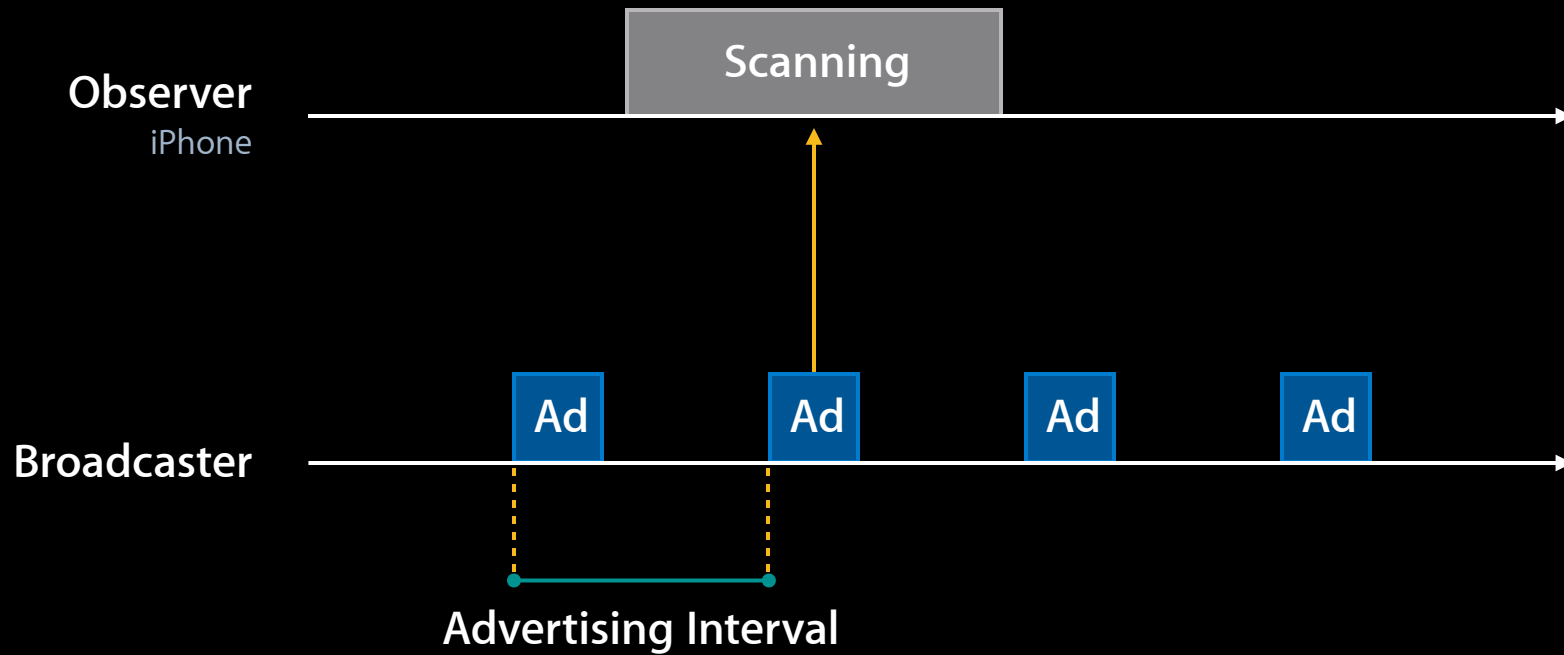 Scanning
Observer
iPhone
Ad Ad Ad Ad
Broadcaster
Advertising Interval